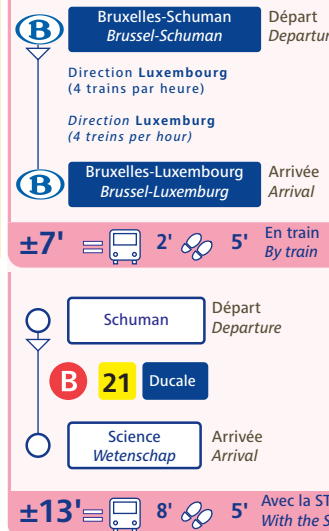 B
Bruxelles-Schuman
Brussel-Schuman
Départ
Direction Luxembourg
(4 trains par heure)
Direction Luxemburg
(4 treins per hour)
B
Bruxelles-Luxembourg
Brussel-Luxemburg
Arrivée
Arrival
±7' = 2' 5' En train
By train
Schuman
Départ
Departure
B 21 Ducale
Science
Wetenschap
Arrivée
Arrival
±13' = 8' 5' Avec la
With the